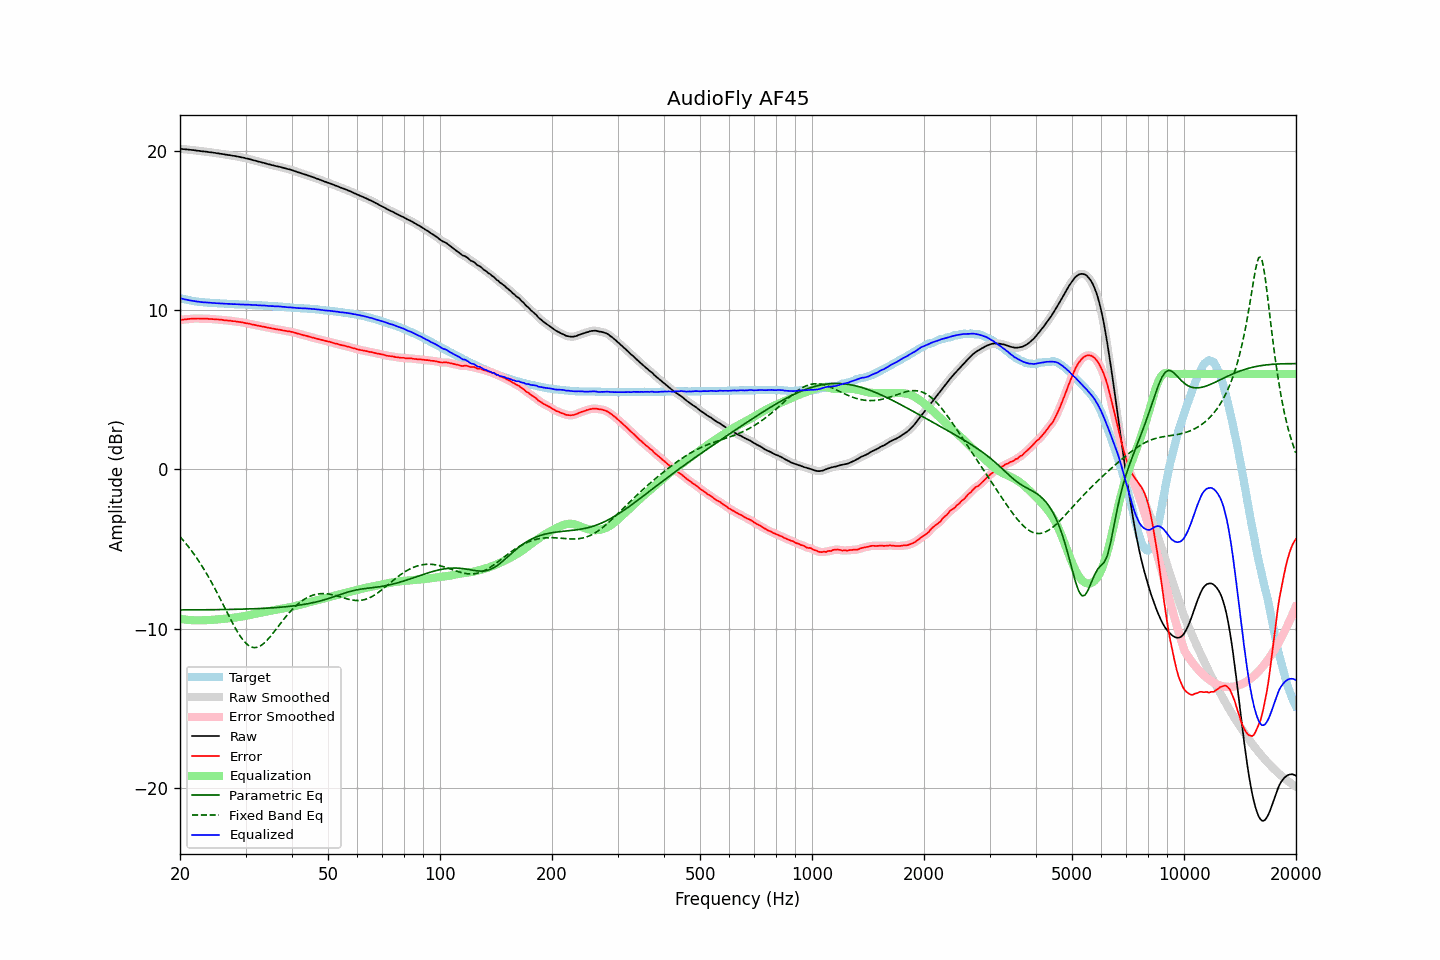 AudioFly AF45
Amplitude (dBr)
20
10
0
−10
−20
Target
Raw Smoothed
Error Smoothed
Raw
Error
Equalization
Parametric Eq
Fixed Band Eq
Equalized
20 50 100 200 500 1000 2000 5000 10000 20000
Frequency (Hz)